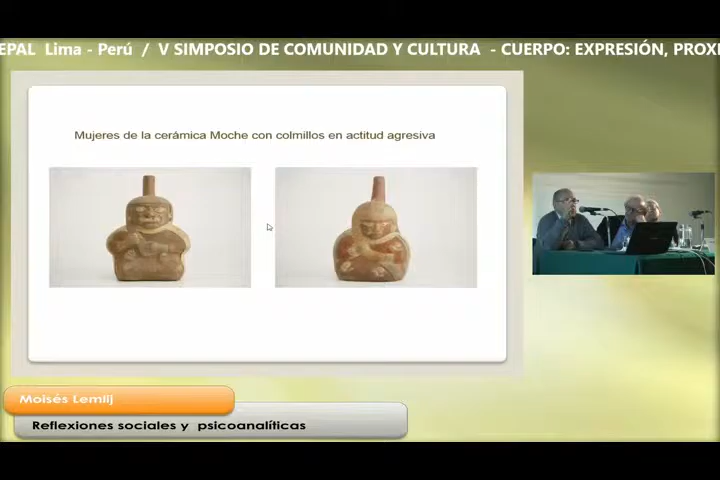 EPAL Lima - Perú / V SIMPOSIO DE COMUNIDAD Y CULTURA - CUERPO: EXPRESIÓN, PROXI
Mujeres de la cerámica Moche con colmillos en actitud agresiva
Moisés Lemlij
Reflexiones sociales y psicoanalíticas